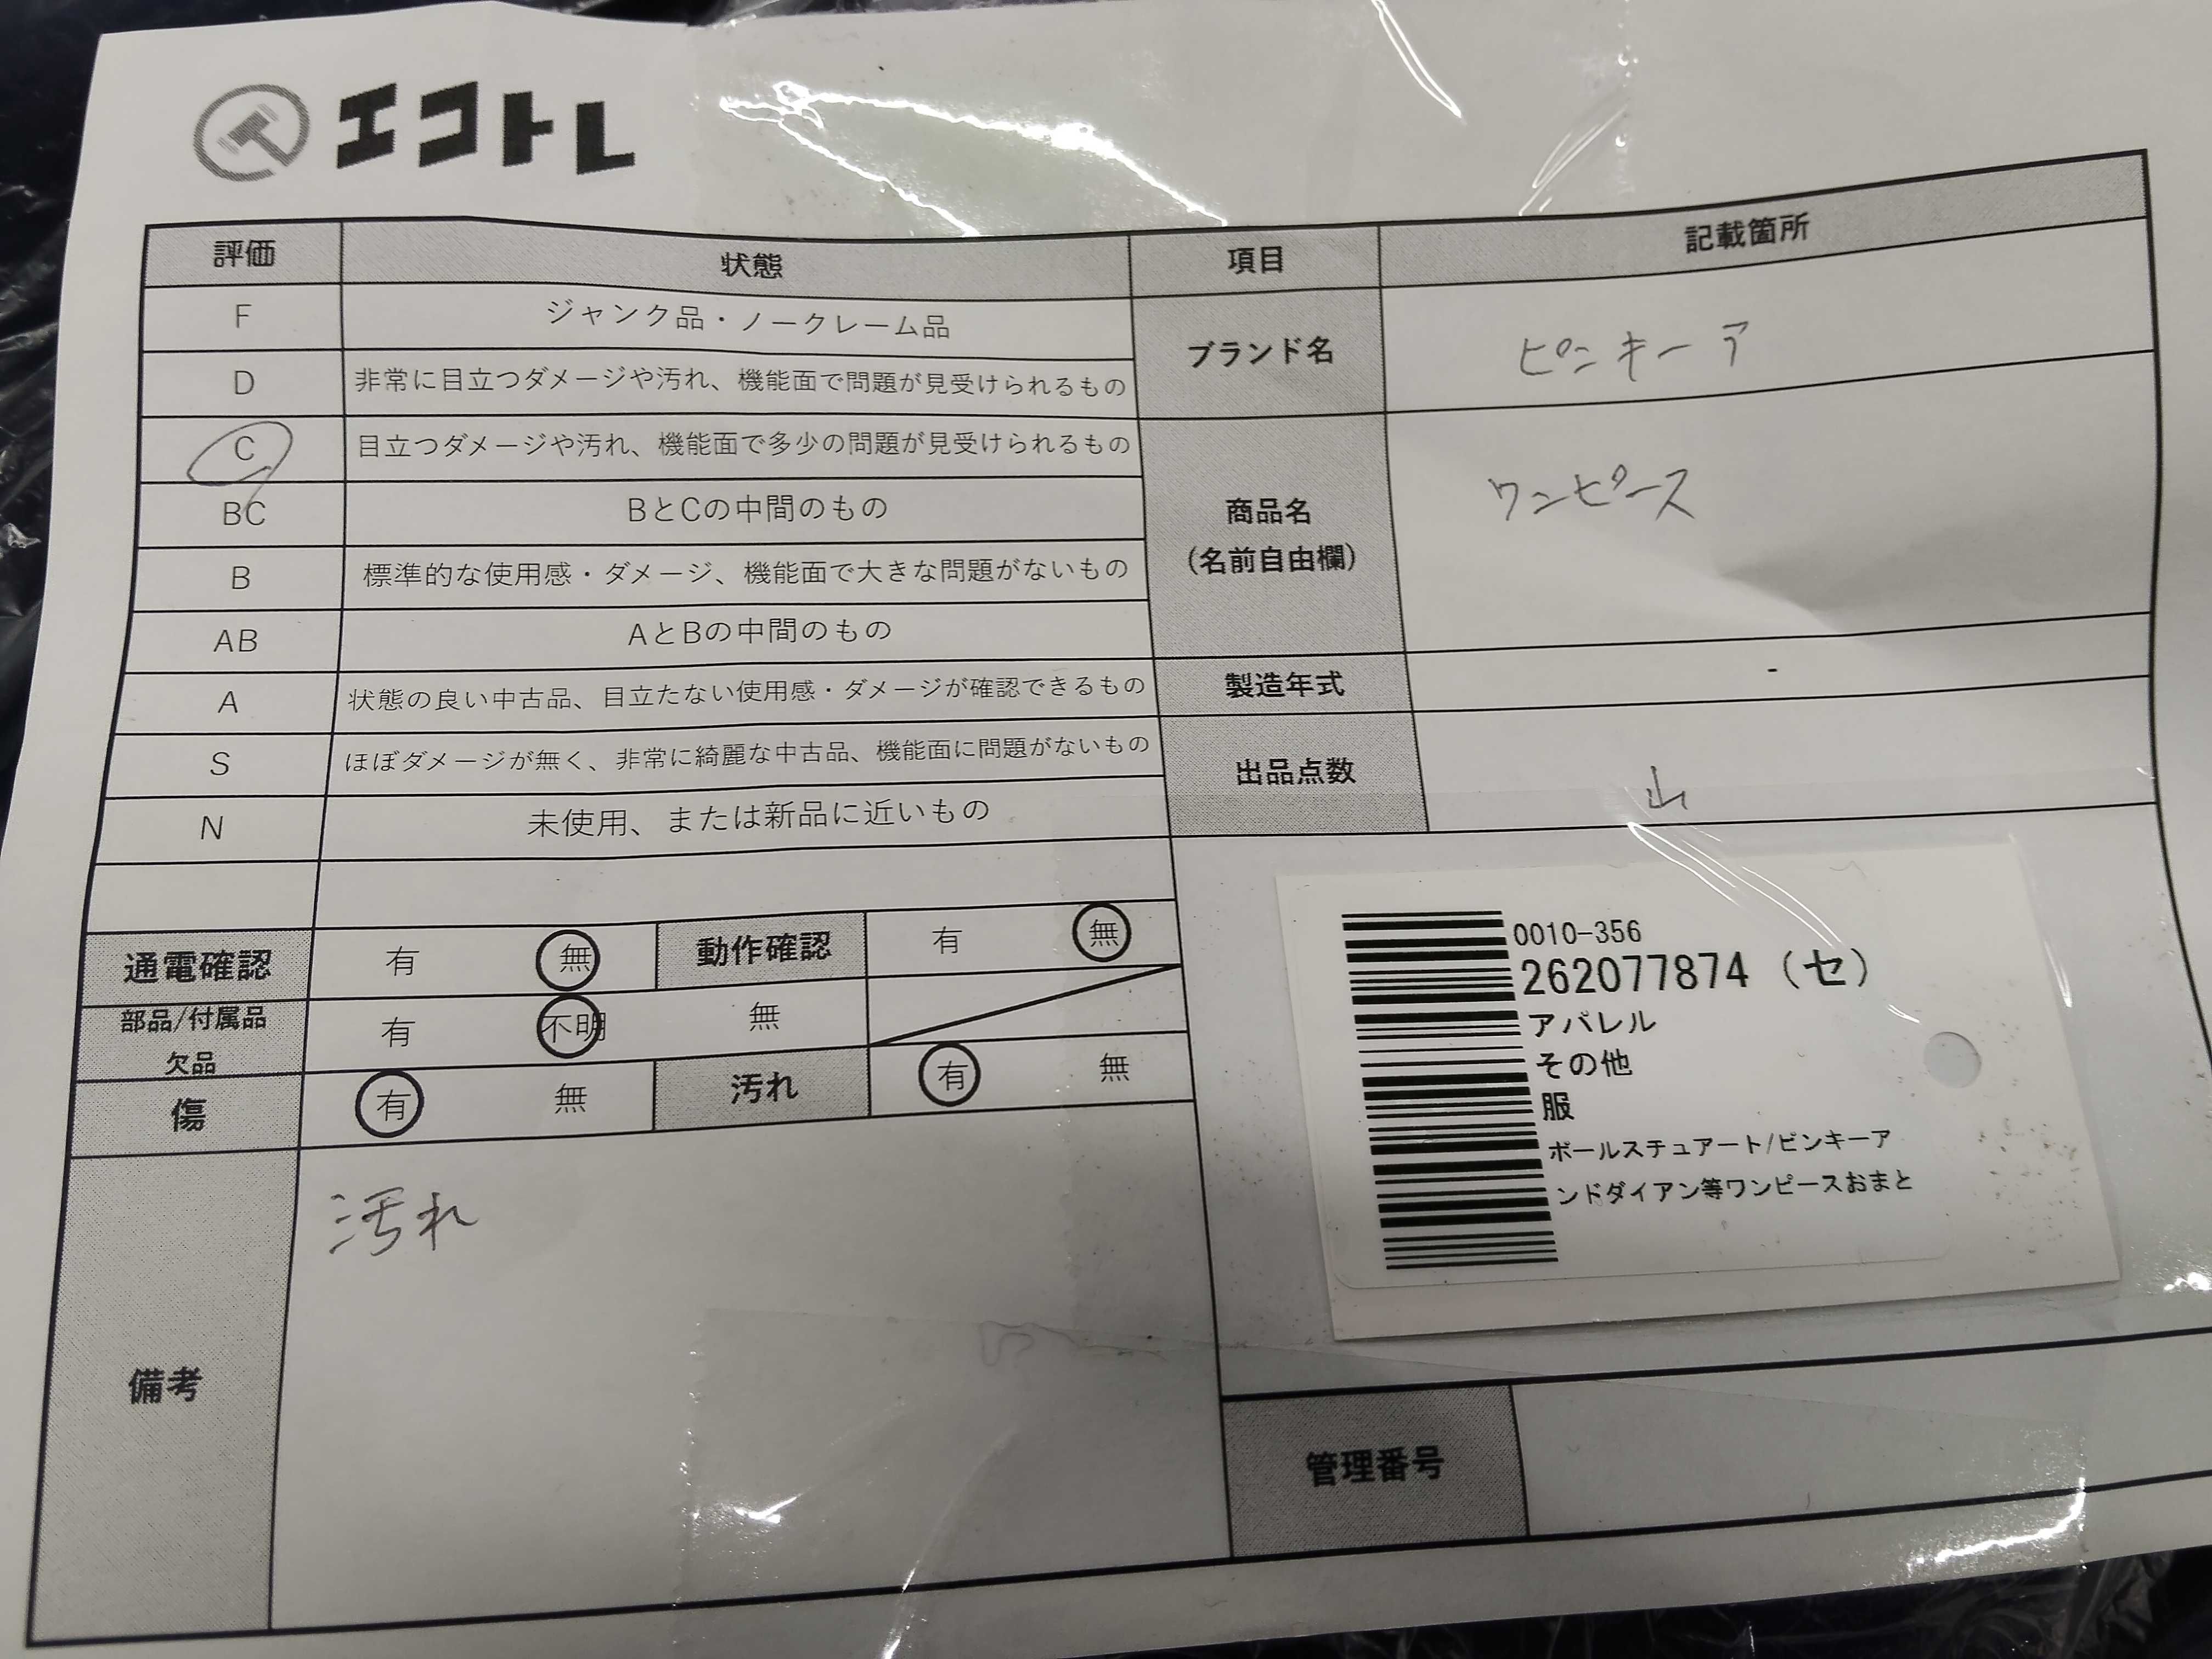 エコトレ
評価 状態 項目 記載箇所
F ジャンク品・ノークレーム品
D 非常に目立つダメージや汚れ、機能面で問題が見受けられるもの
ブランド名 ピンキーア
C 目立つダメージや汚れ、機能面で多少の問題が見受けられるもの
BC BとCの中間のもの
商品名
(名前自由欄)
ワンピース
B 標準的な使用感・ダメージ、機能面で大きな問題がないもの
AB AとBの中間のもの
A 状態の良い中古品、目立たない使用感・ダメージが確認できるもの
製造年式 -
S ほぼダメージが無く、非常に綺麗な中古品、機能面に問題がないもの
出品点数 山
N 未使用、または新品に近いもの
通電確認 有 無 動作確認 有 無
部品/付属品
欠品
有 不明 無
傷 有 無 汚れ 有 無
備考
汚れ
0010-356
262077874 (セ)
アパレル
その他
服
ポールスチュアート/ピンキーア
ンドダイアン等ワンピースおまと
管理番号